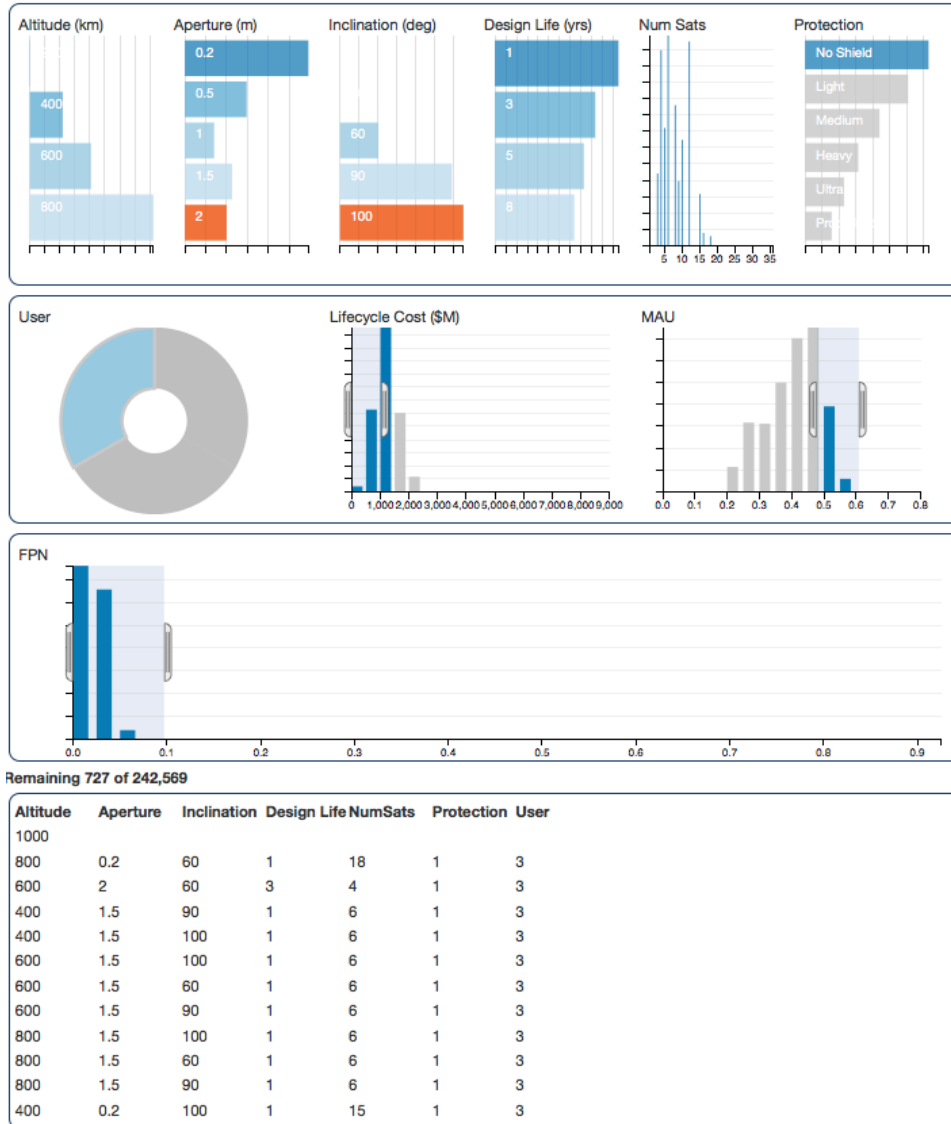 Altitude (km) Aperture (m) Inclination (deg) Design Life (yrs) Num Sats Protection
0.2 1 No Shield
400 0.5 3 Light
600 1 60 5 Medium
1.5 90 Heavy
800 8 Ultra
2 100
5 10 15 20 25 30 35
User Lifecycle Cost ($M) MAU
0 1,000 2,000 3,000 4,000 5,000 6,000 7,000 8,000 9,000 0.0 0.1 0.2 0.3 0.4 0.5 0.6 0.7 0.8
FPN
0.0 0.1 0.2 0.3 0.4 0.5 0.6 0.7 0.8 0.9
Remaining 727 of 242,569
Altitude Aperture Inclination Design Life NumSats Protection User
1000
800 0.2 60 1 18 1 3
600 2 60 3 4 1 3
400 1.5 90 1 6 1 3
400 1.5 100 1 6 1 3
600 1.5 100 1 6 1 3
600 1.5 60 1 6 1 3
600 1.5 90 1 6 1 3
800 1.5 100 1 6 1 3
800 1.5 60 1 6 1 3
800 1.5 90 1 6 1 3
400 0.2 100 1 15 1 3